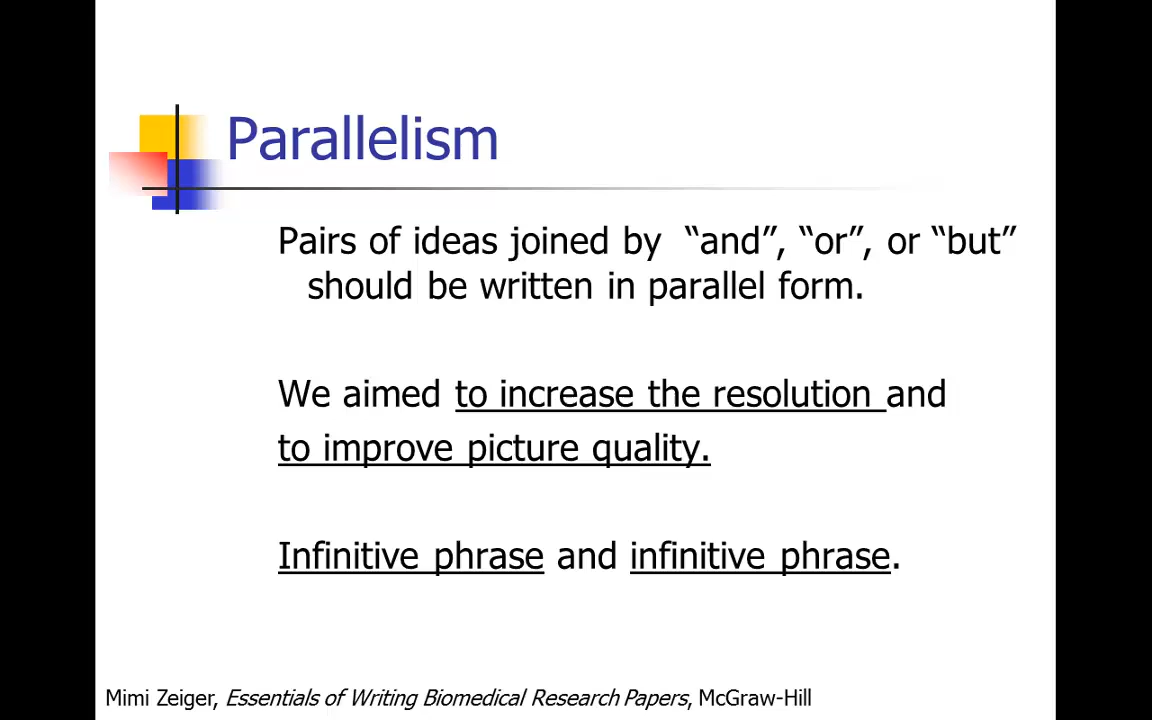 Parallelism
Pairs of ideas joined by “and”, “or”, or “but”
should be written in parallel form.
We aimed to increase the resolution and
to improve picture quality.
Infinitive phrase and infinitive phrase.
Mimi Zeiger, Essentials of Writing Biomedical Research Papers, McGraw-Hill